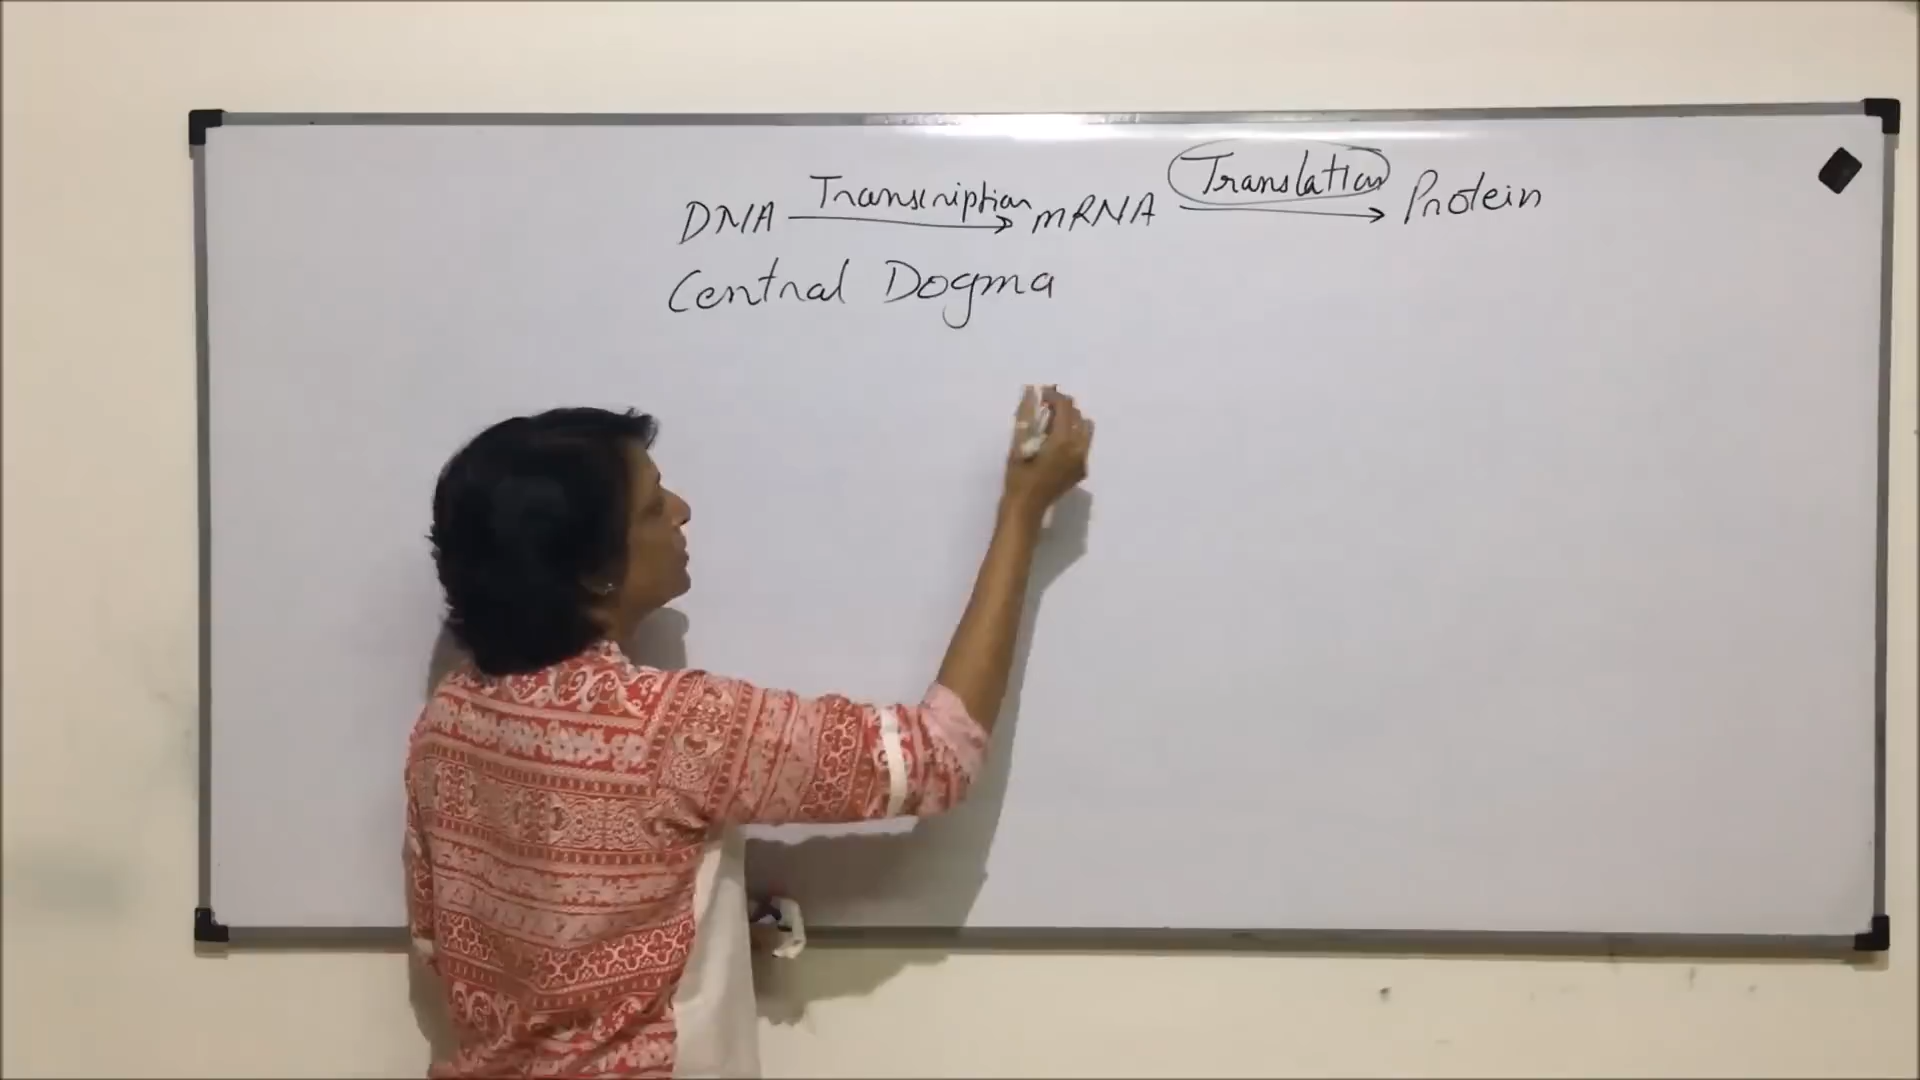 DNA Transcription → mRNA Translation → Protein
Central Dogma